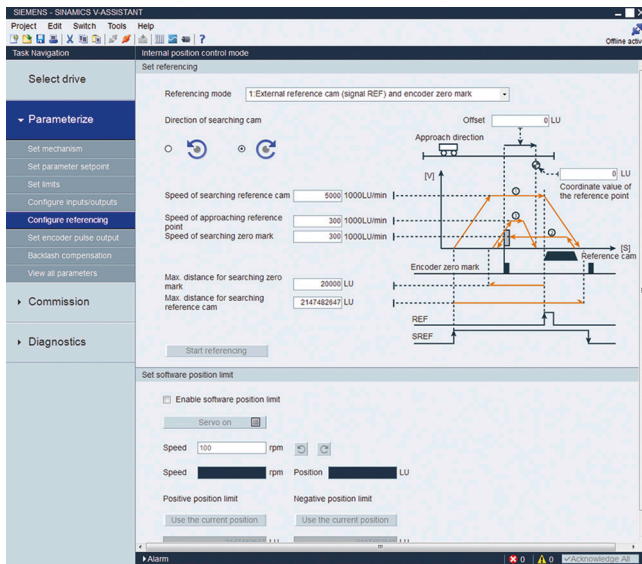 SIEMENS - SINAMICS V-ASSISTANT
Project Edit Switch Tools Help
Task Navigation
Internal position control mode
Offline activ
Select drive
Parameterize
Set mechanism
Set parameter setpoint
Set limits
Configure inputs/outputs
Configure referencing
Set encoder pulse output
Backlash compensation
View all parameters
Commission
Diagnostics
Set referencing
Referencing mode 1:External reference cam (signal REF) and encoder zero mark
Direction of searching cam
Offset 0 LU
Approach direction
0 LU
Coordinate value of
the reference point
[V]
1
Speed of searching reference cam 5000 1000LU/min
Speed of approaching reference
point 300 1000LU/min
3
Speed of searching zero mark 300 1000LU/min
2
[S]
Reference cam
Encoder zero mark
Max. distance for searching zero
mark 20000 LU
Max. distance for searching
reference cam 2147482647 LU
REF
SREF
Start referencing
Set software position limit
Enable software position limit
Servo on
Speed 100 rpm
Speed rpm Position LU
Positive position limit Negative position limit
Use the current position Use the current position
Alarm
0 0 Acknowledge All